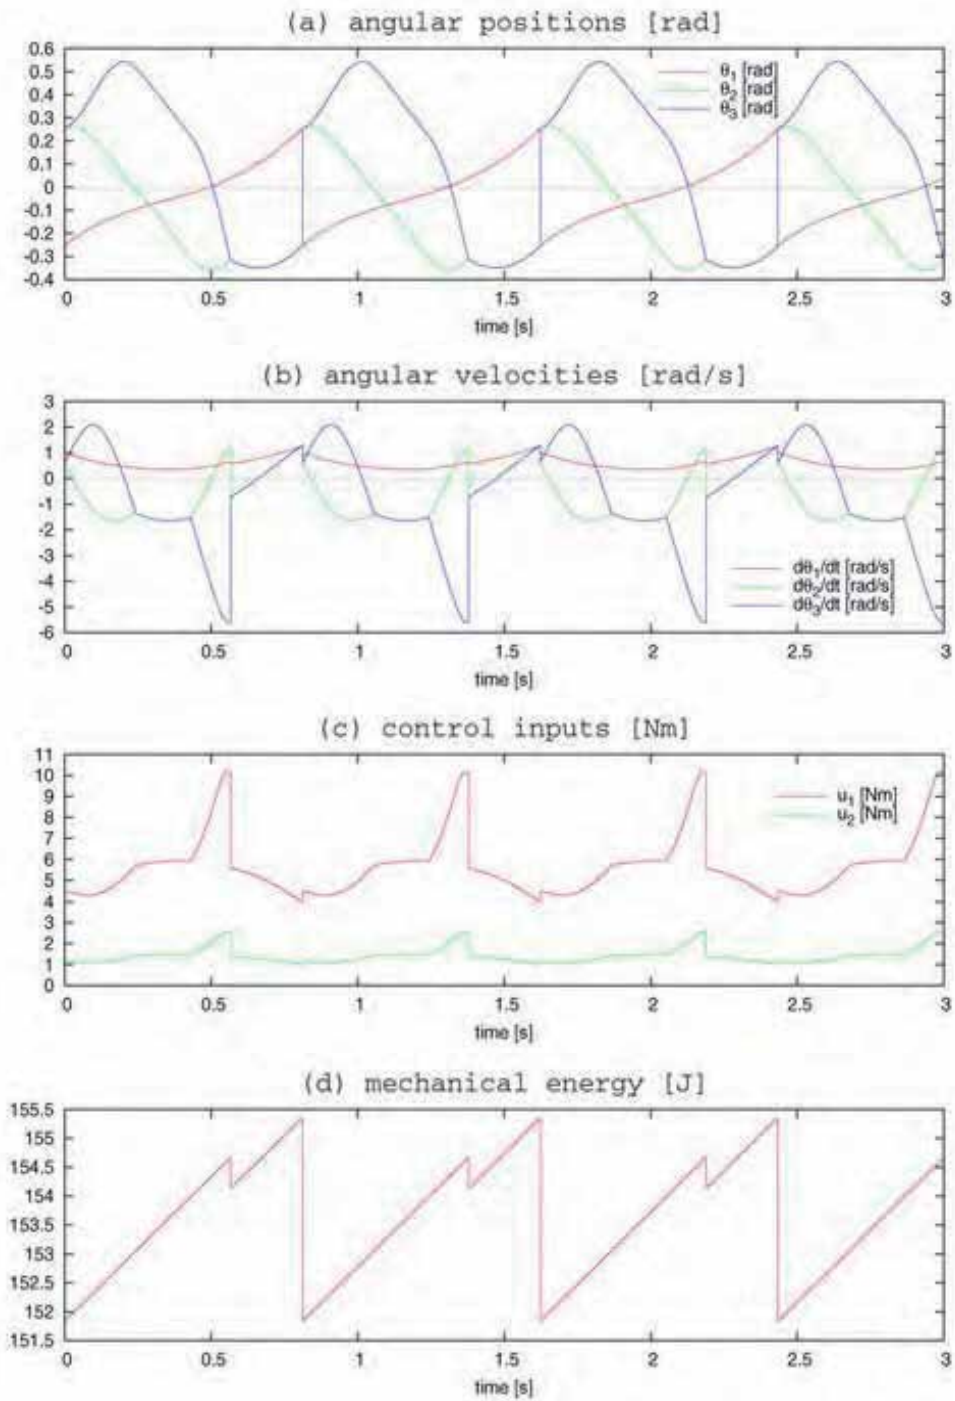 (a) angular positions [rad]
0.6
0.5
0.4
0.3
0.2
0.1
0
-0.1
-0.2
-0.3
-0.4
θ1 [rad]
θ2 [rad]
θ3 [rad]
0 0.5 1 1.5 2 2.5 3
time [s]
(b) angular velocities [rad/s]
3
2
1
0
-1
-2
-3
-4
-5
-6
dθ1/dt [rad/s]
dθ2/dt [rad/s]
dθ3/dt [rad/s]
0 0.5 1 1.5 2 2.5 3
time [s]
(c) control inputs [Nm]
11
10
9
8
7
6
5
4
3
2
1
0
u1 [Nm]
u2 [Nm]
0 0.5 1 1.5 2 2.5 3
time [s]
(d) mechanical energy [J]
155.5
155
154.5
154
153.5
153
152.5
152
151.5
0 0.5 1 1.5 2 2.5 3
time [s]